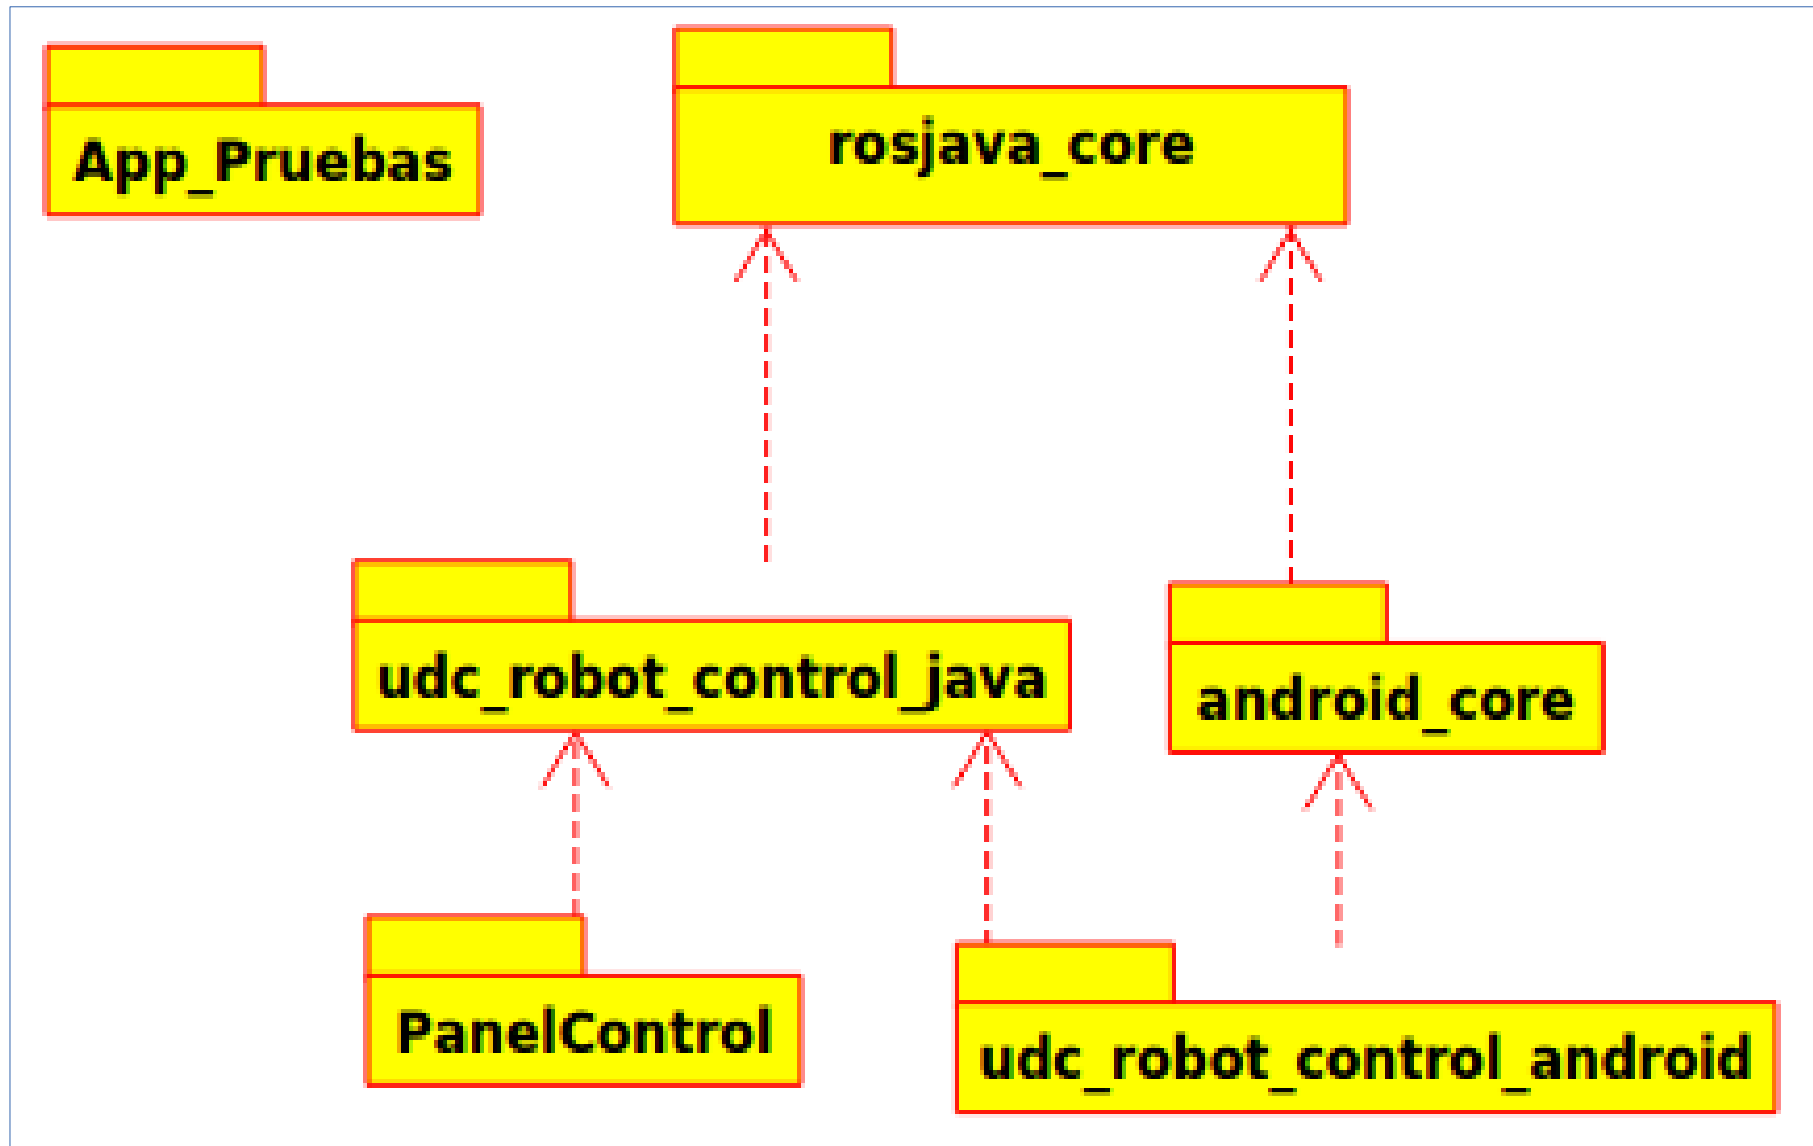 App_Pruebas
rosjava_core
udc_robot_control_java
android_core
PanelControl
udc_robot_control_android